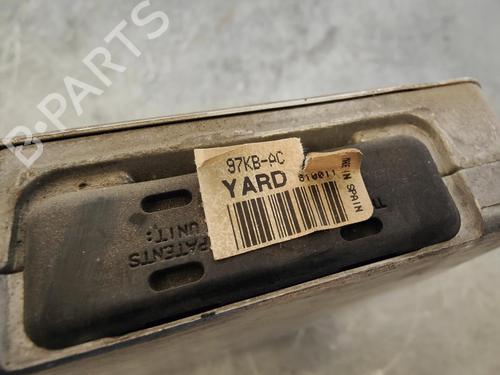 B-PARTS
97KB-AC
YARD
MADE IN SPAIN
PATENTS
UNIT: